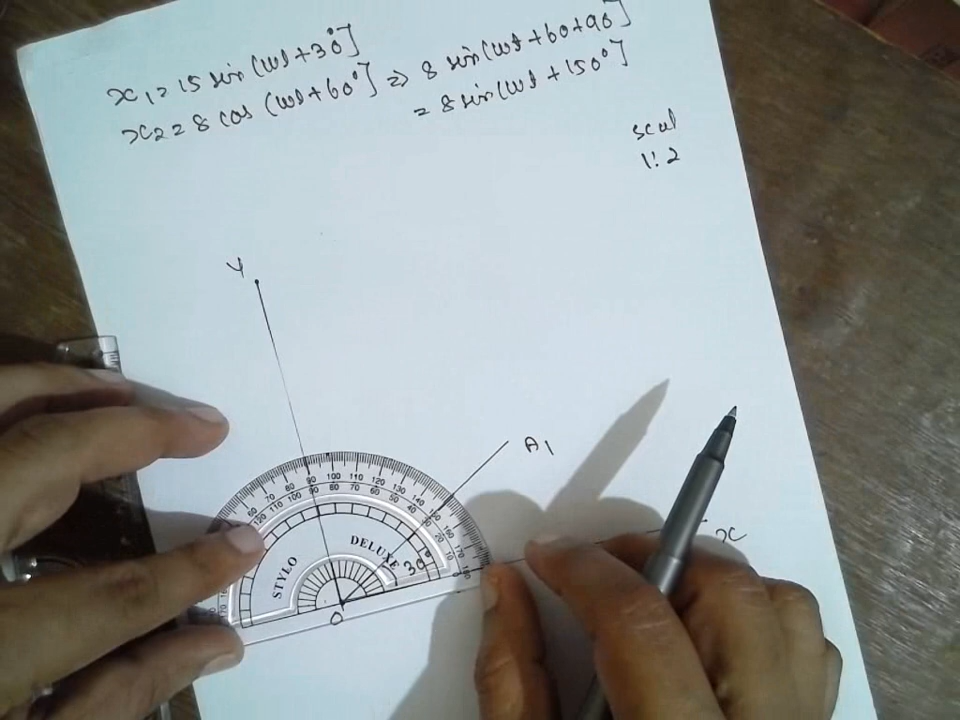 x₁ = 15 sin(ωt+30°]
x₂ = 8 cos (ωt+60°] ⇒ 8 sin(ωt+60+90°]
= 8 sin(ωt+150°]
scal
1:2
Y
A₁
x
STYLO DELUXE
30°
O